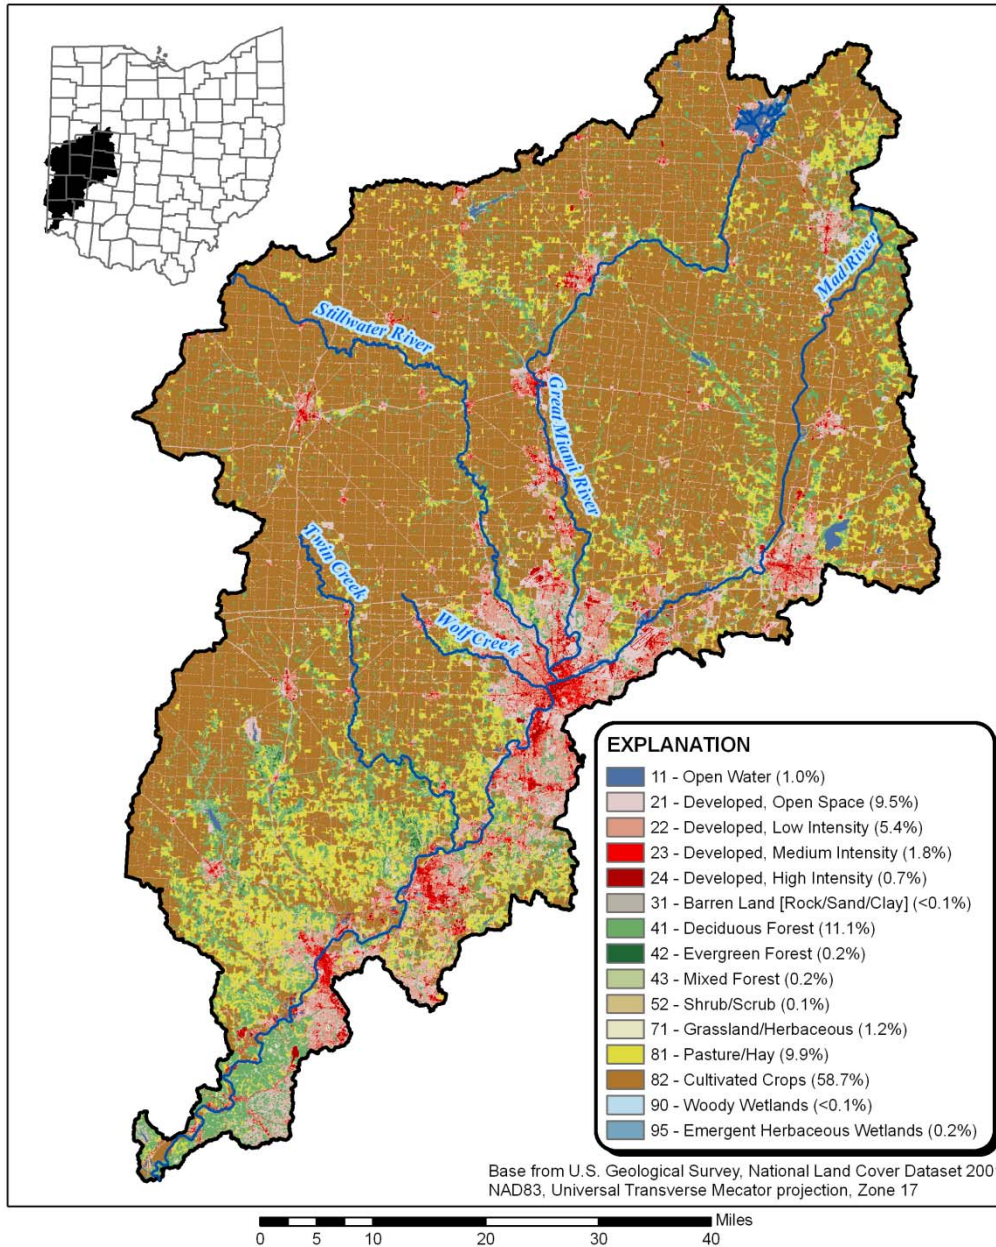 Stillwater River
Great Miami River
Mad River
Twin Creek
Wolf Creek
EXPLANATION
11 - Open Water (1.0%)
21 - Developed, Open Space (9.5%)
22 - Developed, Low Intensity (5.4%)
23 - Developed, Medium Intensity (1.8%)
24 - Developed, High Intensity (0.7%)
31 - Barren Land [Rock/Sand/Clay] (<0.1%)
41 - Deciduous Forest (11.1%)
42 - Evergreen Forest (0.2%)
43 - Mixed Forest (0.2%)
52 - Shrub/Scrub (0.1%)
71 - Grassland/Herbaceous (1.2%)
81 - Pasture/Hay (9.9%)
82 - Cultivated Crops (58.7%)
90 - Woody Wetlands (<0.1%)
95 - Emergent Herbaceous Wetlands (0.2%)
Base from U.S. Geological Survey, National Land Cover Dataset 200
NAD83, Universal Transverse Mecator projection, Zone 17
Miles
0 5 10 20 30 40